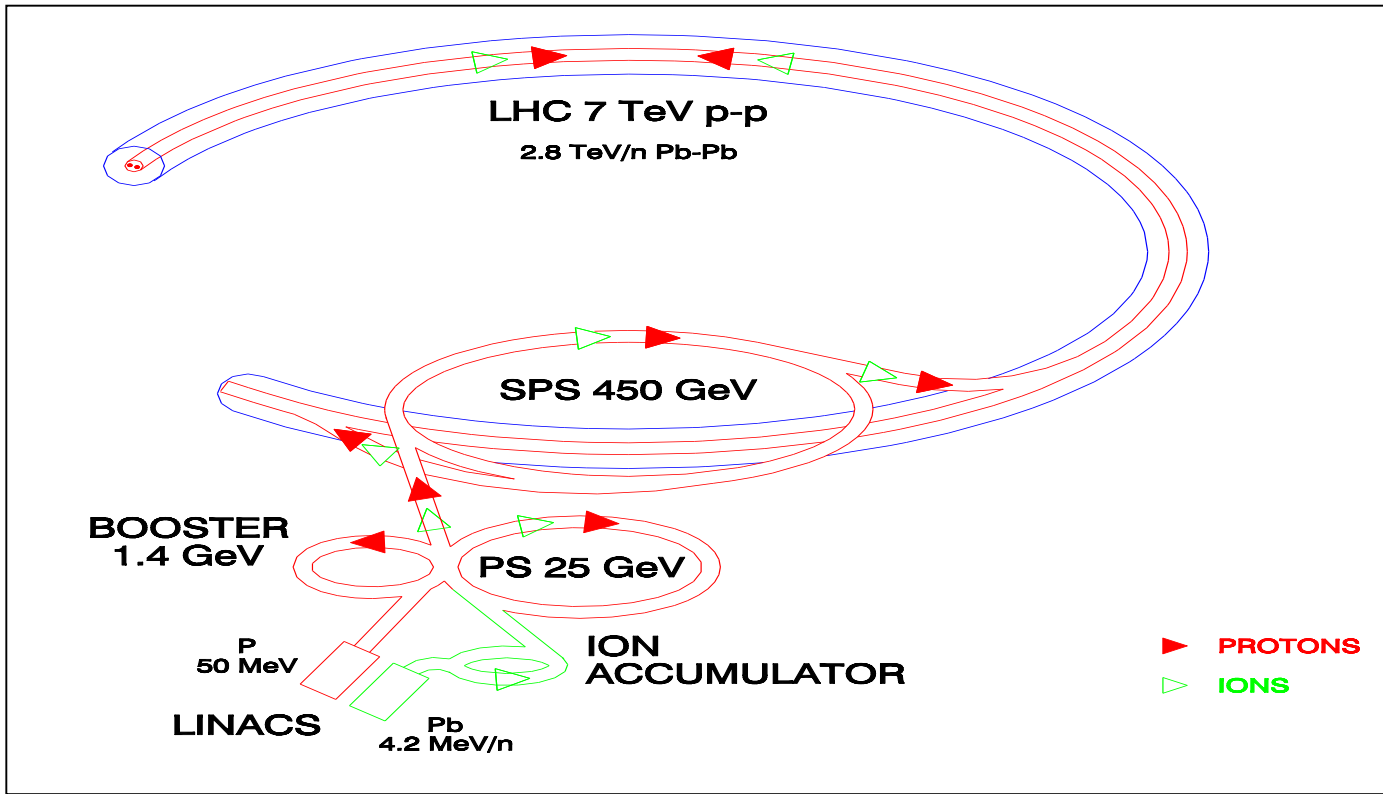 LHC 7 TeV p-p
2.8 TeV/n Pb-Pb
SPS 450 GeV
BOOSTER
1.4 GeV
PS 25 GeV
P
50 MeV
ION
ACCUMULATOR
LINACS
Pb
4.2 MeV/n
PROTONS
IONS